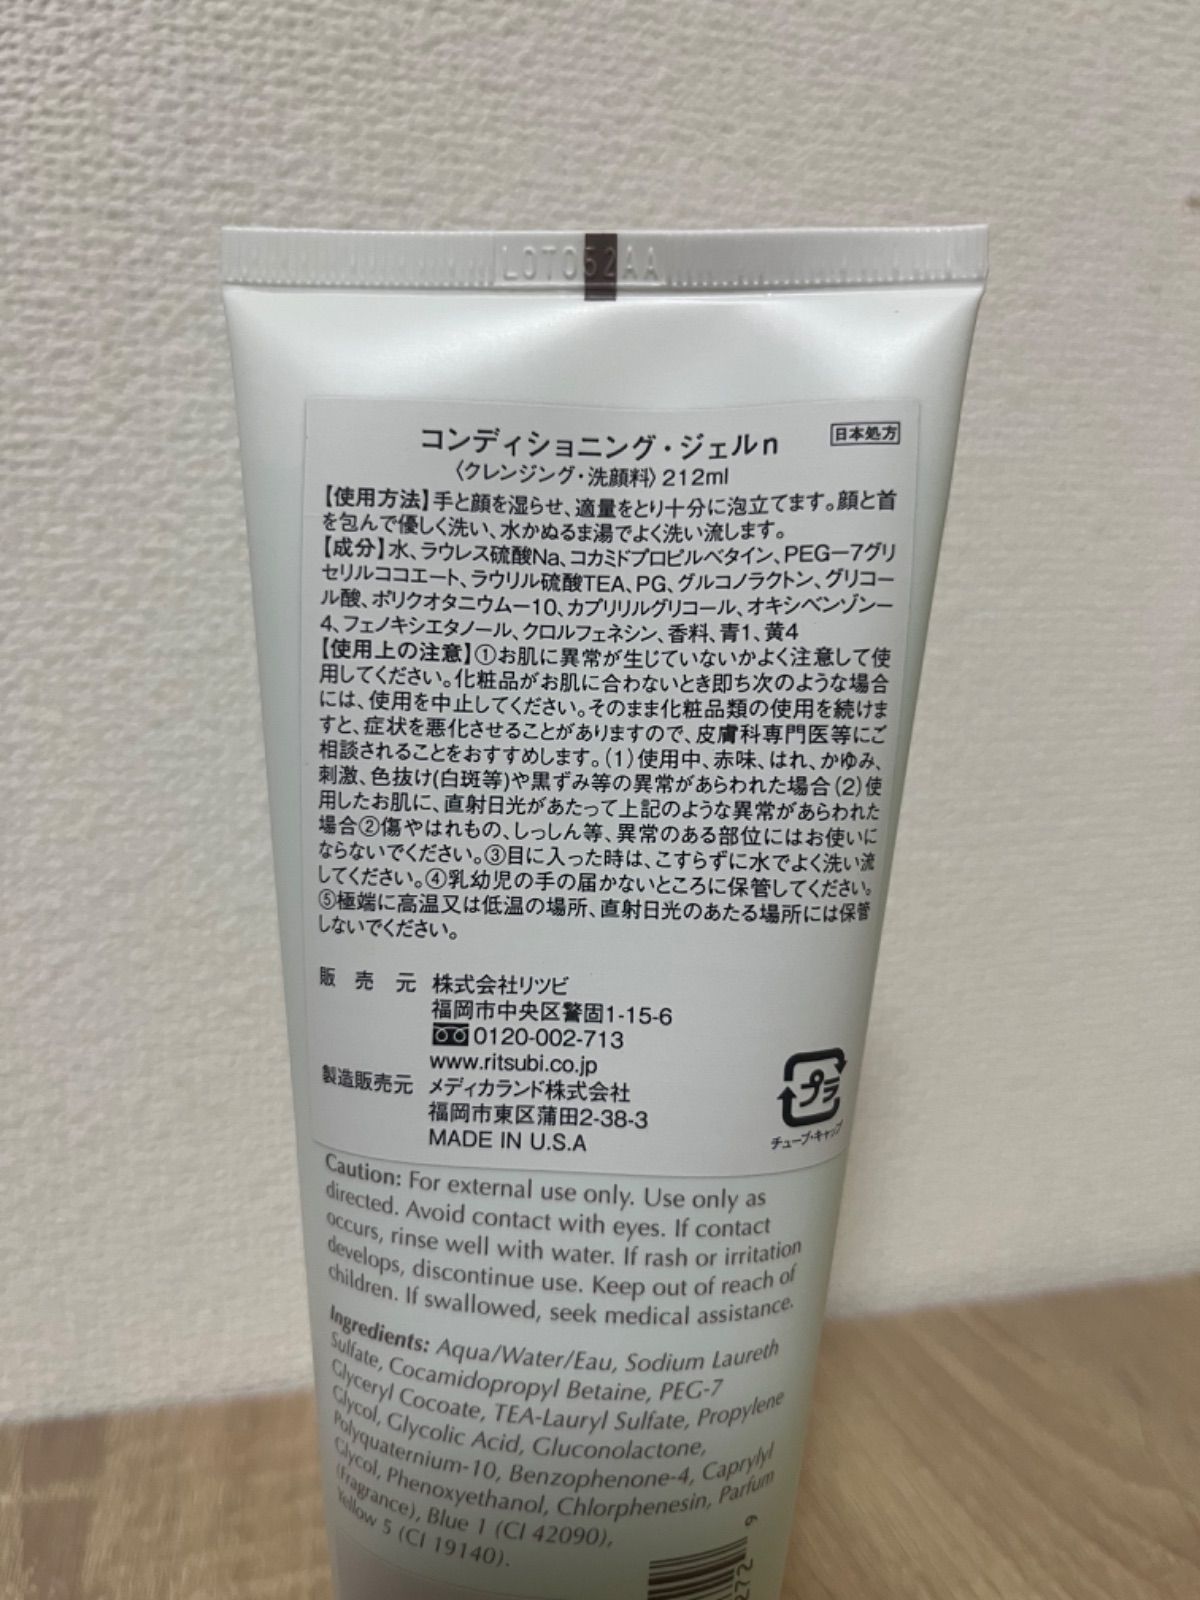 LOT052AA
コンディショニング・ジェルn
日本処方
〈クレンジング・洗顔料〉212ml
【使用方法】手と顔を湿らせ、適量をとり十分に泡立てます。顔と首
を包んで優しく洗い、水かぬるま湯でよく洗い流します。
【成分】水、ラウレス硫酸Na、コカミドプロピルベタイン、PEGー7グリ
セリルココエート、ラウリル硫酸TEA、PG、グルコノラクトン、グリコー
ル酸、ポリクオタニウムー10、カプリリルグリコール、オキシベンゾンー
4、フェノキシエタノール、クロルフェネシン、香料、青1、黄4
【使用上の注意】①お肌に異常が生じていないかよく注意して使
用してください。化粧品がお肌に合わないとき即ち次のような場合
には、使用を中止してください。そのまま化粧品類の使用を続けま
すと、症状を悪化させることがありますので、皮膚科専門医等にご
相談されることをおすすめします。(1)使用中、赤味、はれ、かゆみ、
刺激、色抜け(白斑等)や黒ずみ等の異常があらわれた場合(2)使
用したお肌に、直射日光があたって上記のような異常があらわれた
場合②傷やはれもの、しっしん等、異常のある部位にはお使いに
ならないでください。③目に入った時は、こすらずに水でよく洗い流
してください。④乳幼児の手の届かないところに保管してください。
⑤極端に高温又は低温の場所、直射日光のあたる場所には保管
しないでください。
販売元 株式会社リツビ
福岡市中央区警固1-15-6
0120-002-713
www.ritsubi.co.jp
製造販売元 メディカランド株式会社
福岡市東区蒲田2-38-3
MADE IN U.S.A
プラ
チューブ・キャップ
Caution: For external use only. Use only as
directed. Avoid contact with eyes. If contact
occurs, rinse well with water. If rash or irritation
develops, discontinue use. Keep out of reach of
children. If swallowed, seek medical assistance.
Ingredients: Aqua/Water/Eau, Sodium Laureth
Sulfate, Cocamidopropyl Betaine, PEG-7
Glyceryl Cocoate, TEA-Lauryl Sulfate, Propylene
Glycol, Glycolic Acid, Gluconolactone,
Polyquaternium-10, Benzophenone-4, Caprylyl
Glycol, Phenoxyethanol, Chlorphenesin, Parfum
(Fragrance), Blue 1 (CI 42090),
Yellow 5 (CI 19140).
9